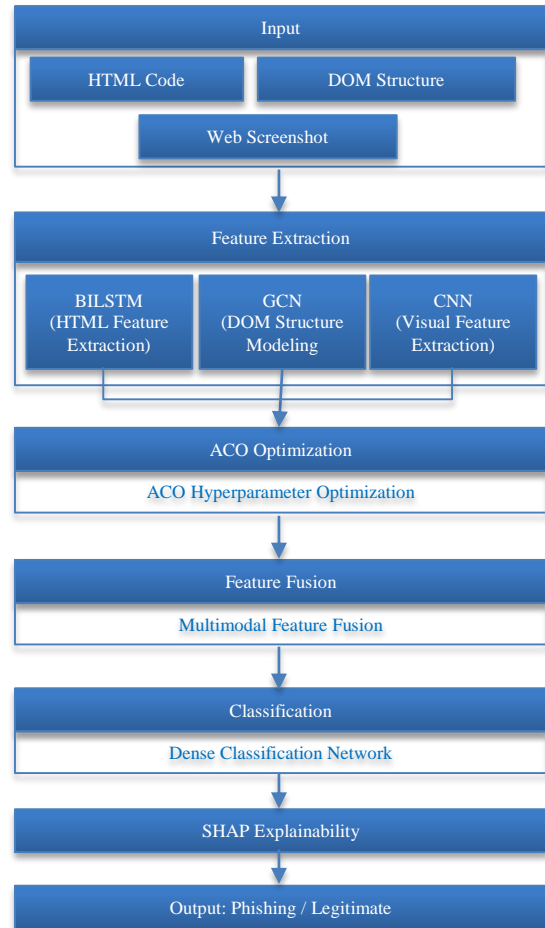 Input
HTML Code
DOM Structure
Web Screenshot
Feature Extraction
BILSTM
(HTML Feature
Extraction)
GCN
(DOM Structure
Modeling
CNN
(Visual Feature
Extraction)
ACO Optimization
ACO Hyperparameter Optimization
Feature Fusion
Multimodal Feature Fusion
Classification
Dense Classification Network
SHAP Explainability
Output: Phishing / Legitimate